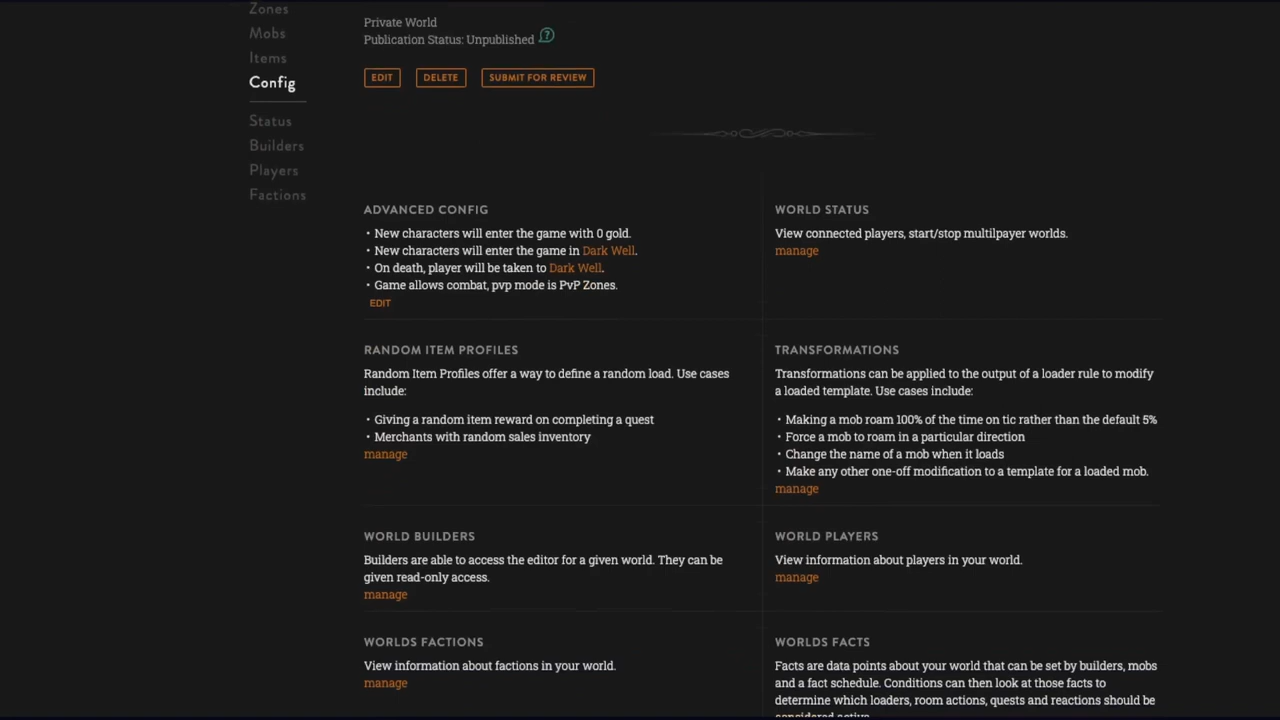 Zones
Mobs
Items
Config
Status
Builders
Players
Factions
Private World
Publication Status: Unpublished ?
EDIT
DELETE
SUBMIT FOR REVIEW
ADVANCED CONFIG
• New characters will enter the game with 0 gold.
• New characters will enter the game in Dark Well.
• On death, player will be taken to Dark Well.
• Game allows combat, pvp mode is PvP Zones.
EDIT
WORLD STATUS
View connected players, start/stop multilpayer worlds.
manage
RANDOM ITEM PROFILES
Random Item Profiles offer a way to define a random load. Use cases
include:
• Giving a random item reward on completing a quest
• Merchants with random sales inventory
manage
TRANSFORMATIONS
Transformations can be applied to the output of a loader rule to modify
a loaded template. Use cases include:
• Making a mob roam 100% of the time on tic rather than the default 5%
• Force a mob to roam in a particular direction
• Change the name of a mob when it loads
• Make any other one-off modification to a template for a loaded mob.
manage
WORLD BUILDERS
Builders are able to access the editor for a given world. They can be
given read-only access.
manage
WORLD PLAYERS
View information about players in your world.
manage
WORLDS FACTIONS
View information about factions in your world.
manage
WORLDS FACTS
Facts are data points about your world that can be set by builders, mobs
and a fact schedule. Conditions can then look at those facts to
determine which loaders, room actions, quests and reactions should be
considered active.